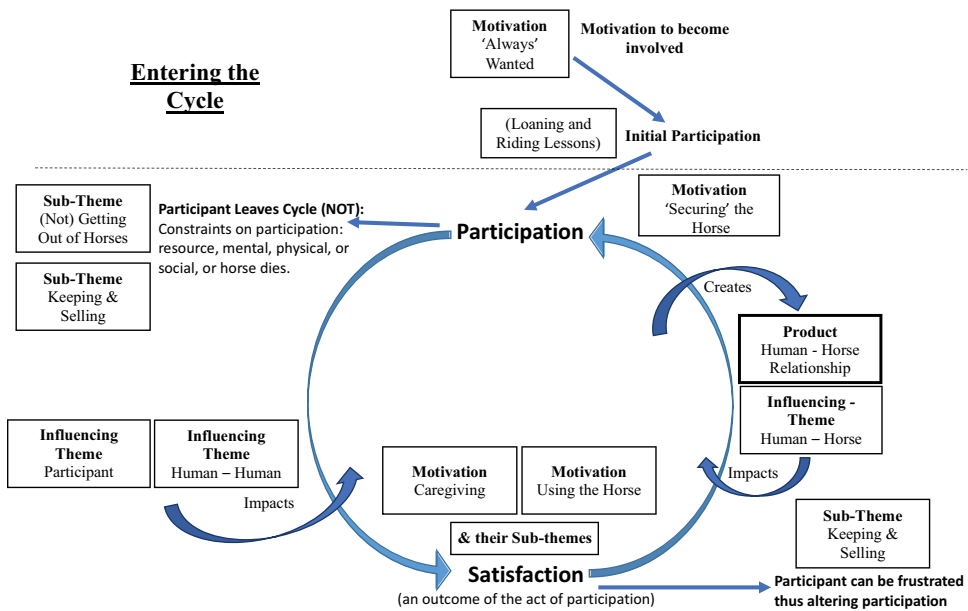 Entering the
Cycle
Motivation
‘Always’
Wanted
Motivation to become
involved
(Loaning and
Riding Lessons)
Initial Participation
Sub-Theme
(Not) Getting
Out of Horses
Participant Leaves Cycle (NOT):
Constraints on participation:
resource, mental, physical, or
social, or horse dies.
Participation
Motivation
‘Securing’ the
Horse
Sub-Theme
Keeping &
Selling
Creates
Product
Human - Horse
Relationship
Influencing -
Theme
Human – Horse
Influencing
Theme
Participant
Influencing
Theme
Human – Human
Impacts
Motivation
Caregiving
Motivation
Using the Horse
Impacts
& their Sub-themes
Sub-Theme
Keeping &
Selling
Satisfaction
(an outcome of the act of participation)
Participant can be frustrated
thus altering participation